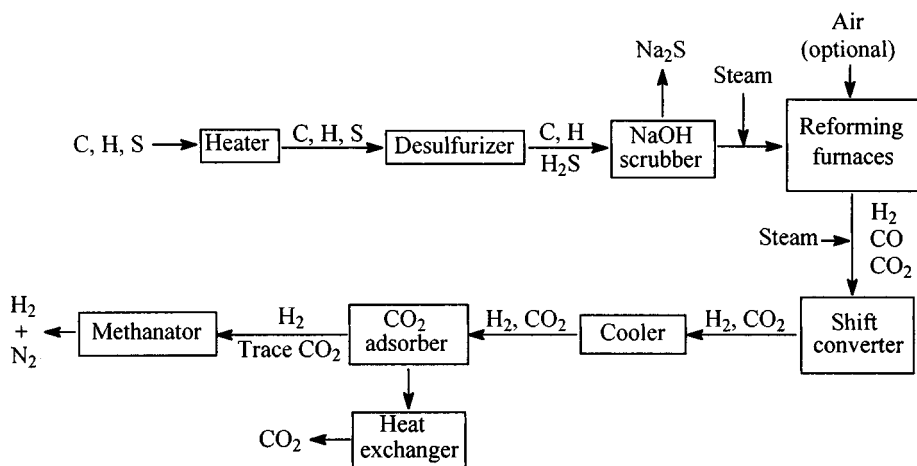 Air
(optional)
Na₂S
Steam
C, H, S
Heater
C, H, S
Desulfurizer
C, H
H₂S
NaOH
scrubber
Reforming
furnaces
Steam
H₂
CO
CO₂
H₂
+
N₂
Methanator
H₂
Trace CO₂
CO₂
adsorber
H₂, CO₂
Cooler
H₂, CO₂
Shift
converter
CO₂
Heat
exchanger